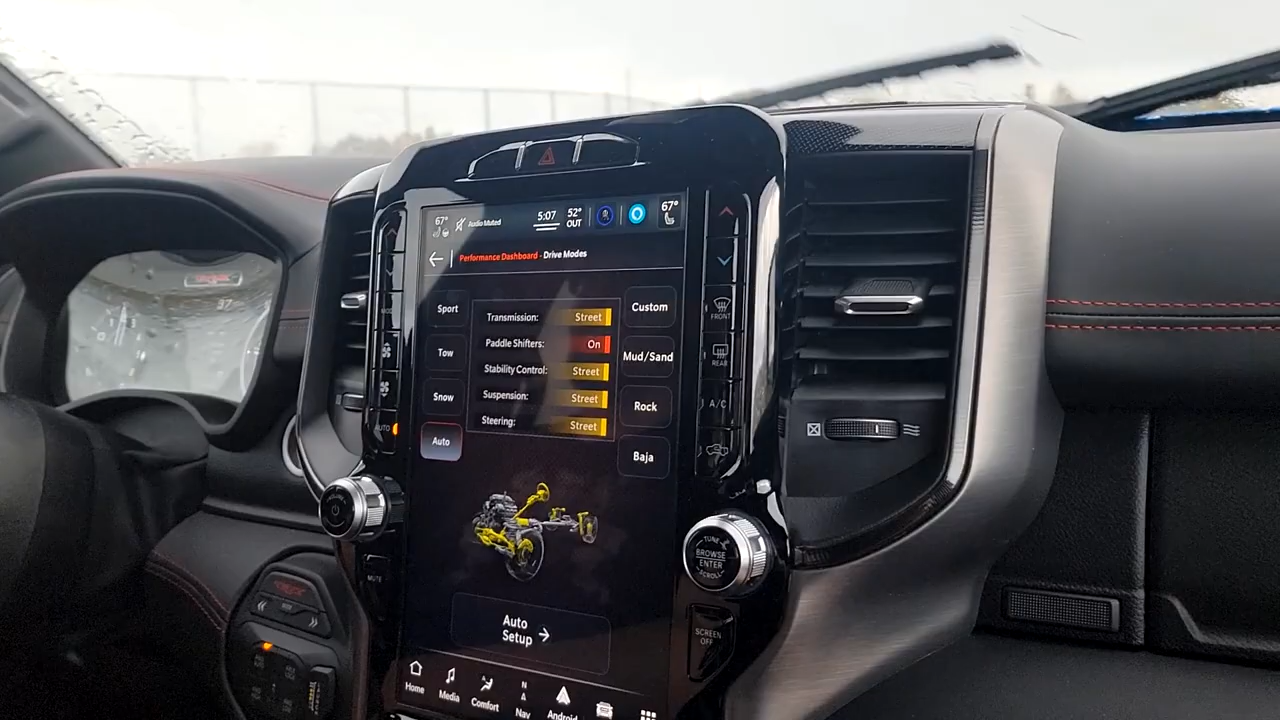 67° Audio Muted 5:07 52° OUT 67°
Performance Dashboard - Drive Modes
Sport
Tow
Snow
Auto
Transmission: Street
Paddle Shifters: On
Stability Control: Street
Suspension: Street
Steering: Street
Custom
Mud/Sand
Rock
Baja
Auto Setup
Home
Media
Comfort
Nav
Android
FRONT
REAR
A/C
AUTO
MUTE
TUNE
BROWSE
ENTER
SCROLL
SCREEN
OFF